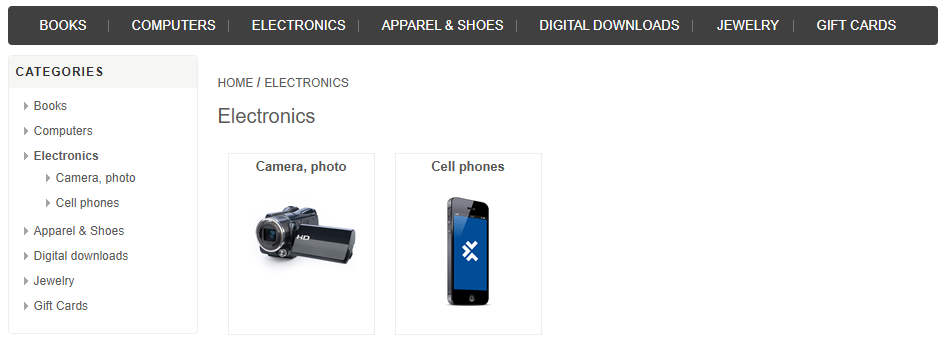 BOOKS COMPUTERS ELECTRONICS APPAREL & SHOES DIGITAL DOWNLOADS JEWELRY GIFT CARDS
CATEGORIES
Books
Computers
Electronics
Camera, photo
Cell phones
Apparel & Shoes
Digital downloads
Jewelry
Gift Cards
HOME / ELECTRONICS
Electronics
Camera, photo
HD
Cell phones